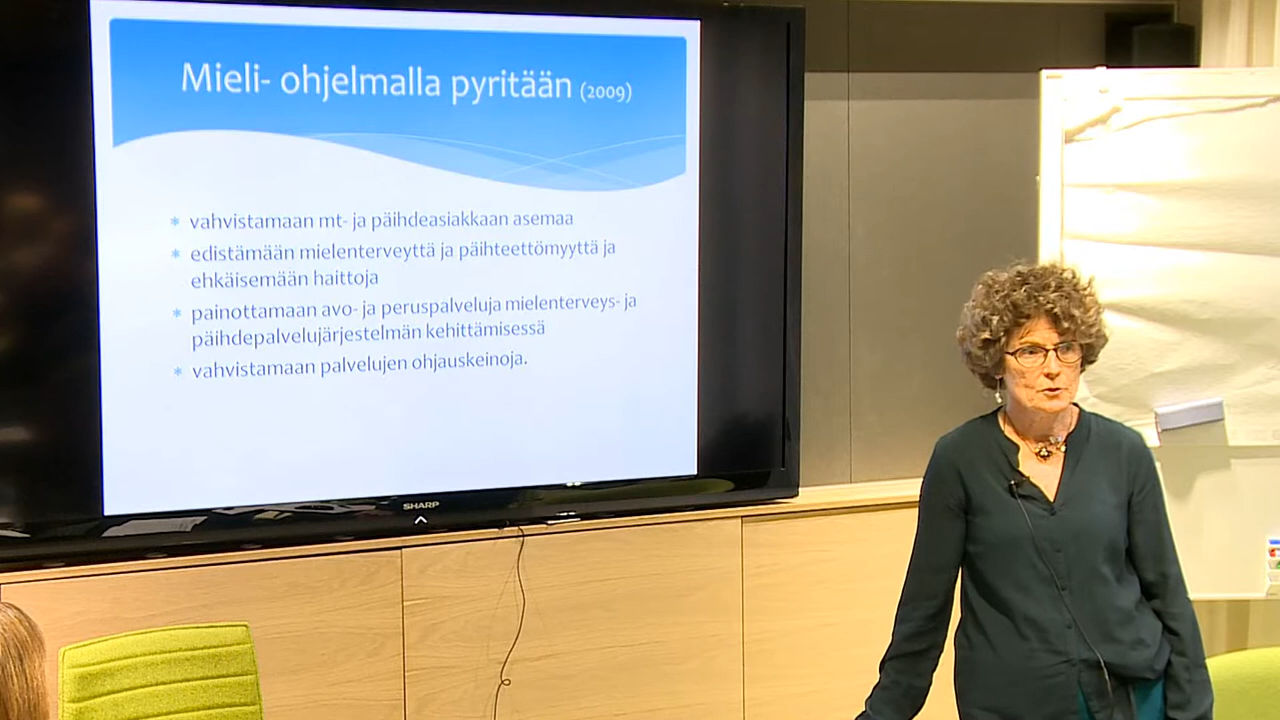 Mieli- ohjelmalla pyritään (2009)
* vahvistamaan mt- ja päihdeasiakkaan asemaa
* edistämään mielenterveyttä ja päihteettömyyttä ja
ehkäisemään haittoja
* painottamaan avo- ja peruspalveluja mielenterveys- ja
päihdepalvelujärjestelmän kehittämisessä
* vahvistamaan palvelujen ohjauskeinoja.
SHARP